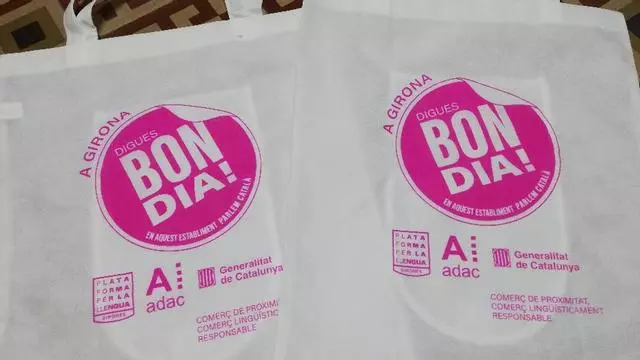 A GIRONA
DIGUES
BON
DIA!
EN AQUEST ESTABLIMENT PARLEM CATALÀ
PLATA
FORMA
PER LA
LLENGUA
GIRONÈS
A
adac
Generalitat
de Catalunya
COMERÇ DE PROXIMIT
COMERÇ LINGÜÍSTIC
RESPONSABLE
A GIRONA
DIGUES
BON
DIA!
EN AQUEST ESTABLIMENT PARLEM CATALÀ
PLATA
FORMA
PER LA
LLENGUA
GIRONÈS
A
adac
Generalitat
de Catalunya
COMERÇ DE PROXIMITAT,
COMERÇ LINGÜÍSTICAMENT
RESPONSABLE